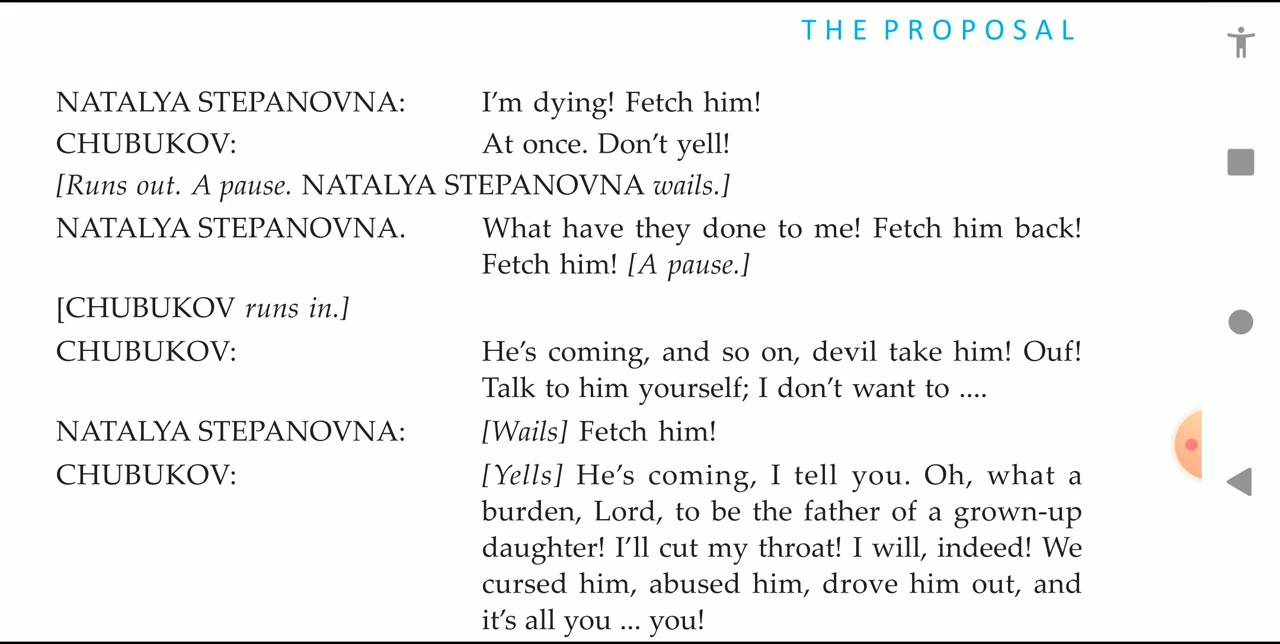 THE PROPOSAL
NATALYA STEPANOVNA: I'm dying! Fetch him!
CHUBUKOV: At once. Don't yell!
[Runs out. A pause. NATALYA STEPANOVNA wails.]
NATALYA STEPANOVNA. What have they done to me! Fetch him back!
Fetch him! [A pause.]
[CHUBUKOV runs in.]
CHUBUKOV: He's coming, and so on, devil take him! Ouf!
Talk to him yourself; I don't want to ....
NATALYA STEPANOVNA: [Wails] Fetch him!
CHUBUKOV: [Yells] He's coming, I tell you. Oh, what a
burden, Lord, to be the father of a grown-up
daughter! I'll cut my throat! I will, indeed! We
cursed him, abused him, drove him out, and
it's all you ... you!